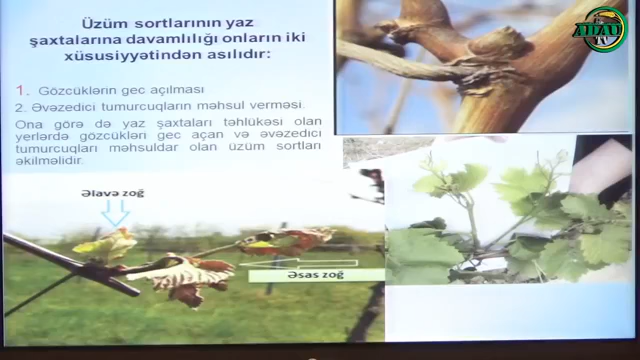 ADAU
TV
Üzüm sortlarının yaz
şaxtalarına davamlılığı onların iki
xüsusiyyətindən asılıdır:
1. Gözcüklərin gec açılması
2. Əvəzedici tumurcuqların məhsul verməsi.
Ona görə də yaz şaxtaları təhlükəsi olan
yerlərdə gözcükləri gec açan və əvəzedici
tumurcuqları məhsuldar olan üzüm sortları
əkilməlidir.
Əlavə zoğ
Əsas zoğ